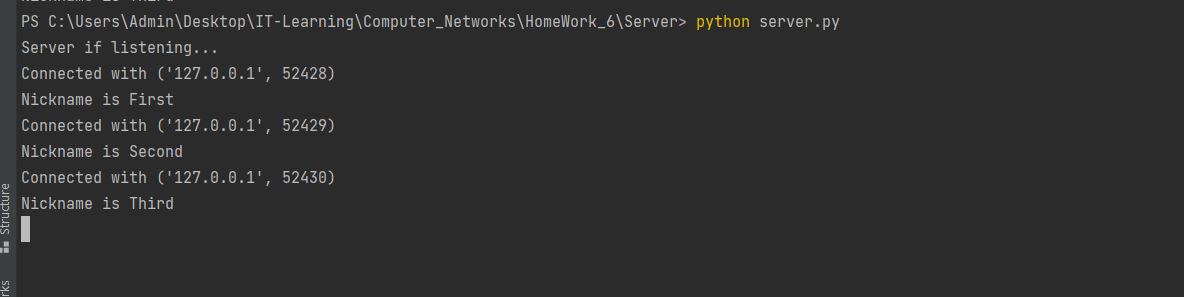 PS C:\Users\Admin\Desktop\IT-Learning\Computer_Networks\HomeWork_6\Server> python server.py
Server if listening...
Connected with ('127.0.0.1', 52428)
Nickname is First
Connected with ('127.0.0.1', 52429)
Nickname is Second
Connected with ('127.0.0.1', 52430)
Nickname is Third
Structure